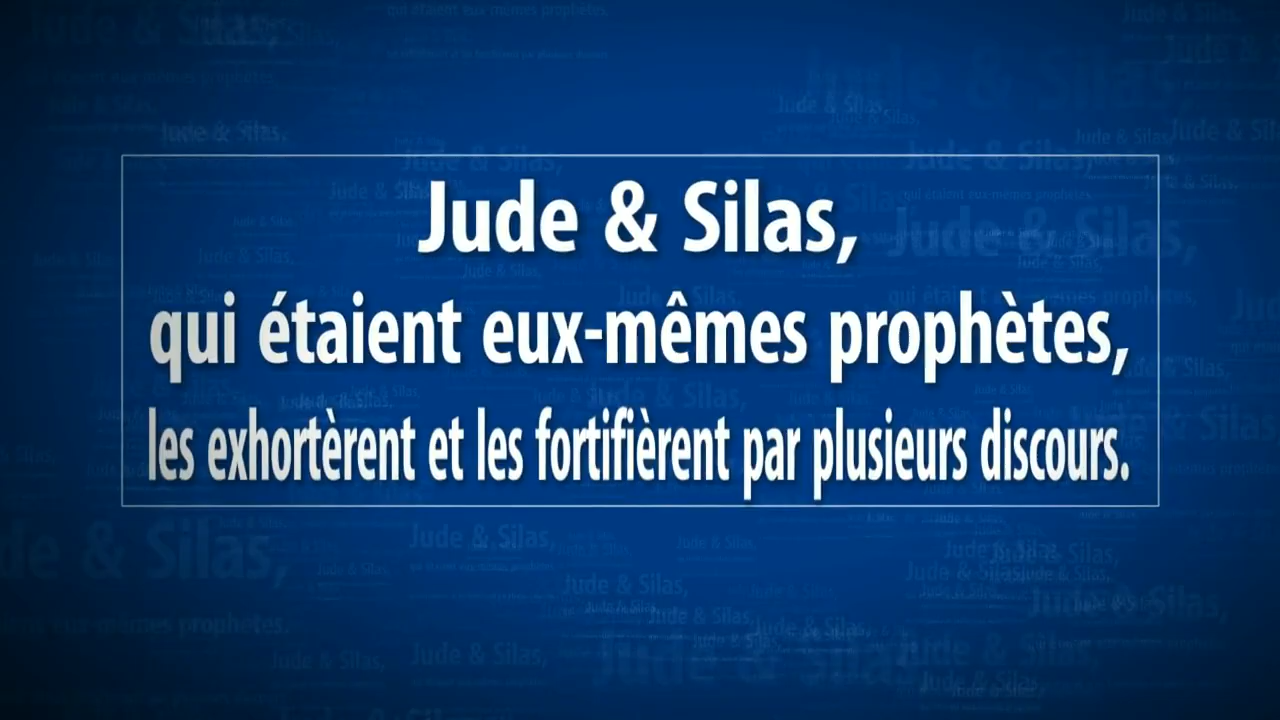 Jude & Silas,
qui étaient eux-mêmes prophètes,
les exhortèrent et les fortifièrent par plusieurs discours.